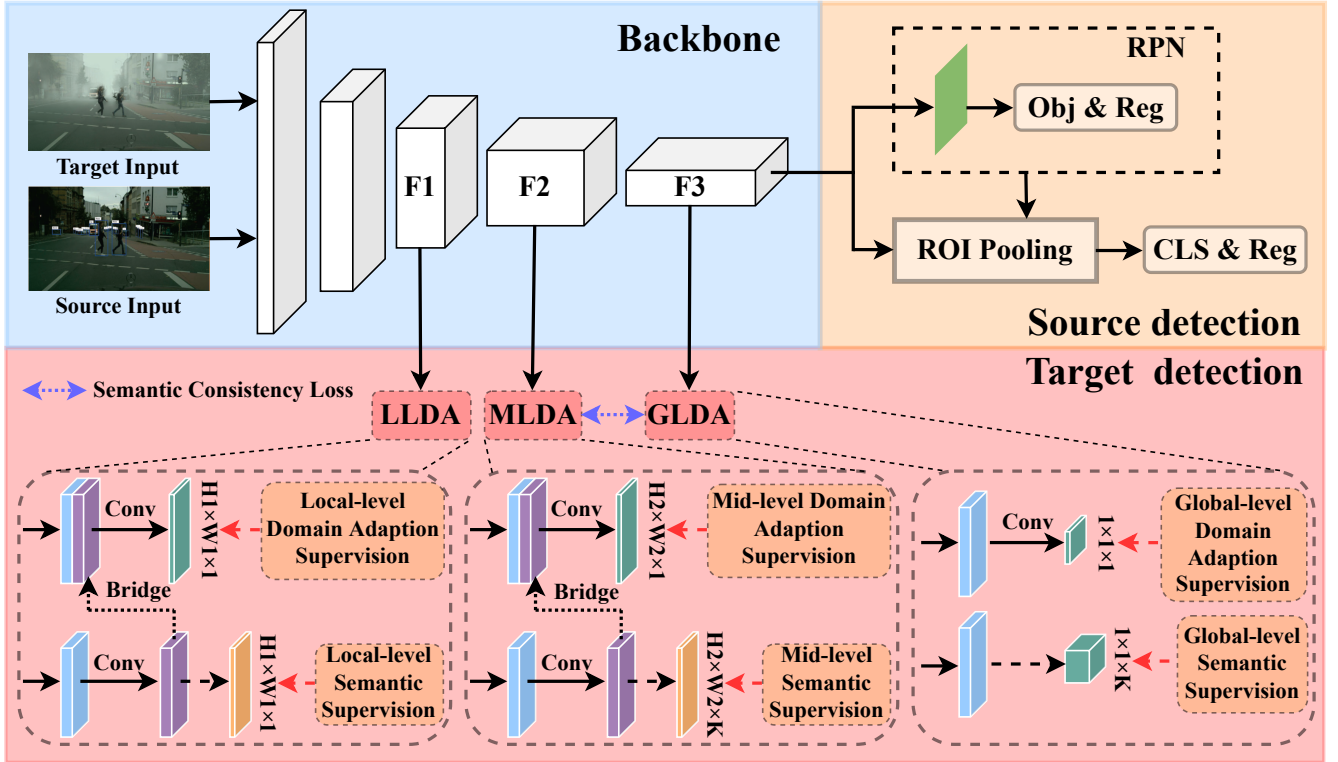 Backbone
Target Input
Source Input
F1
F2
F3
RPN
Obj & Reg
ROI Pooling
CLS & Reg
Source detection
Target detection
Semantic Consistency Loss
LLDA
MLDA
GLDA
Conv
H1×W1×1
Local-level
Domain Adaption
Supervision
Bridge
Conv
H1×W1×1
Local-level
Semantic
Supervision
Conv
H2×W2×1
Mid-level Domain
Adaption
Supervision
Bridge
Conv
H2×W2×K
Mid-level
Semantic
Supervision
Conv
1×1×1
Global-level
Domain
Adaption
Supervision
1×1×K
Global-level
Semantic
Supervision